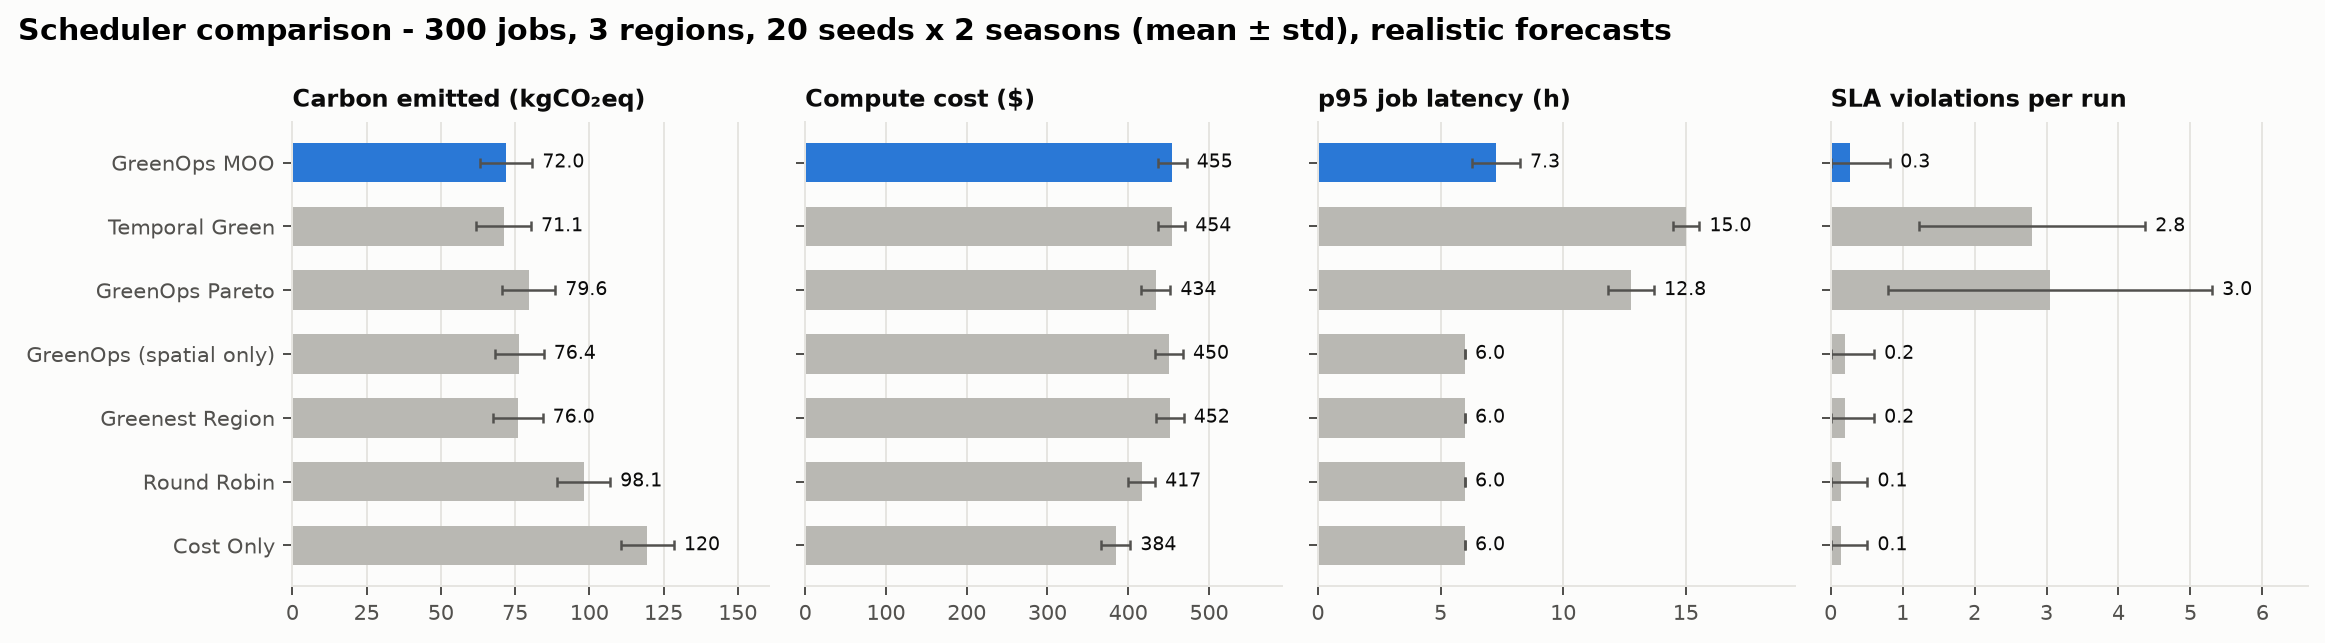 Scheduler comparison - 300 jobs, 3 regions, 20 seeds x 2 seasons (mean ± std), realistic forecasts
Carbon emitted (kgCO₂eq)
GreenOps MOO 72.0
Temporal Green 71.1
GreenOps Pareto 79.6
GreenOps (spatial only) 76.4
Greenest Region 76.0
Round Robin 98.1
Cost Only 120
0 25 50 75 100 125 150
Compute cost ($)
455
454
434
450
452
417
384
0 100 200 300 400 500
p95 job latency (h)
7.3
15.0
12.8
6.0
6.0
6.0
6.0
0 5 10 15
SLA violations per run
0.3
2.8
3.0
0.2
0.2
0.1
0.1
0 1 2 3 4 5 6